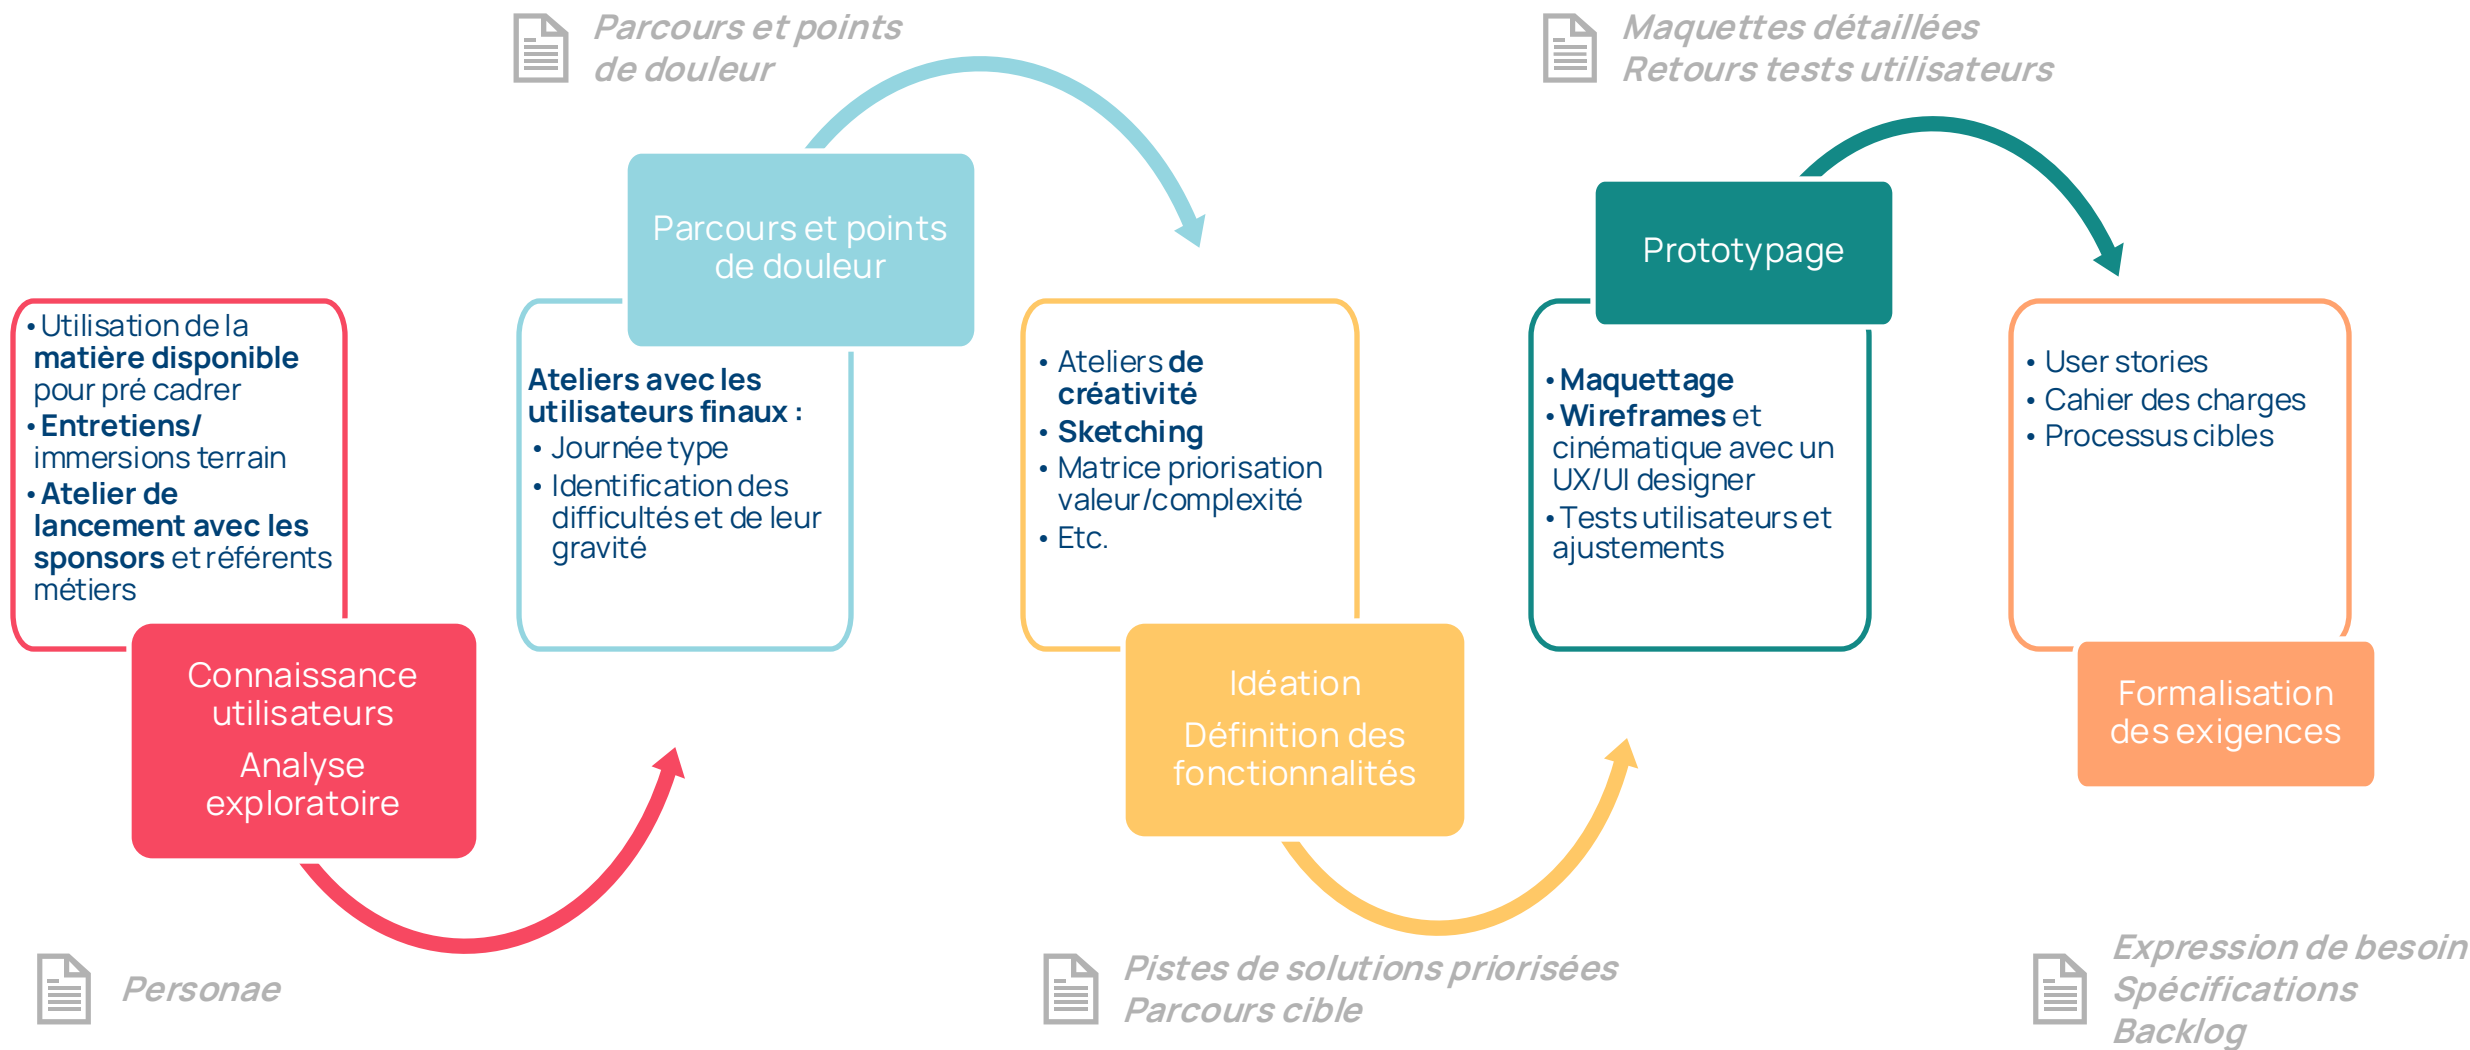 Parcours et points
de douleur
Maquettes détaillées
Retours tests utilisateurs
•Utilisation de la
matière disponible
pour pré cadrer
•Entretiens/
immersions terrain
•Atelier de
lancement avec les
sponsors et référents
métiers
Connaissance
utilisateurs
Analyse
exploratoire
Personae
Parcours et points
de douleur
Ateliers avec les
utilisateurs finaux :
• Journée type
• Identification des
difficultés et de leur
gravité
• Ateliers de
créativité
• Sketching
• Matrice priorisation
valeur/complexité
• Etc.
Idéation
Définition des
fonctionnalités
Pistes de solutions priorisées
Parcours cible
Prototypage
•Maquettage
•Wireframes et
cinématique avec un
UX/UI designer
•Tests utilisateurs et
ajustements
• User stories
• Cahier des charges
• Processus cibles
Formalisation
des exigences
Expression de besoin
Spécifications
Backlog